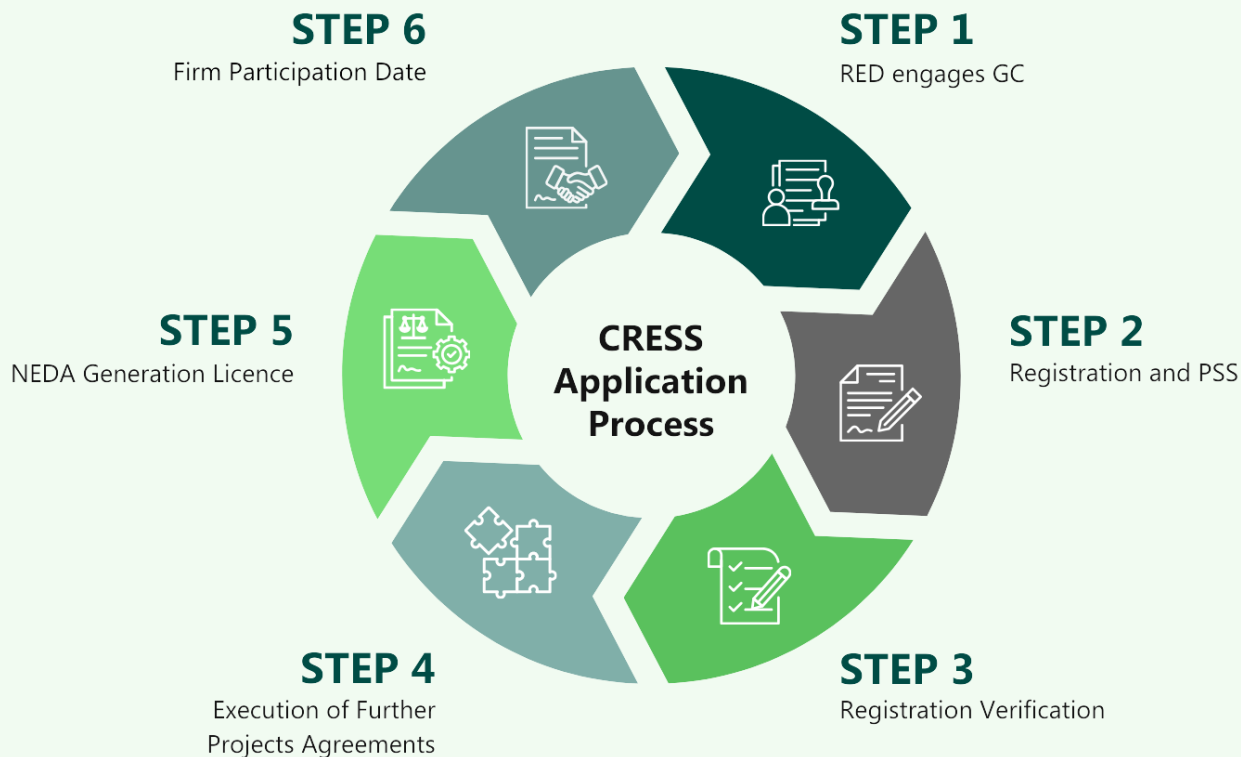 CRESS
Application
Process
STEP 1
RED engages GC
STEP 2
Registration and PSS
STEP 3
Registration Verification
STEP 4
Execution of Further
Projects Agreements
STEP 5
NEDA Generation Licence
STEP 6
Firm Participation Date